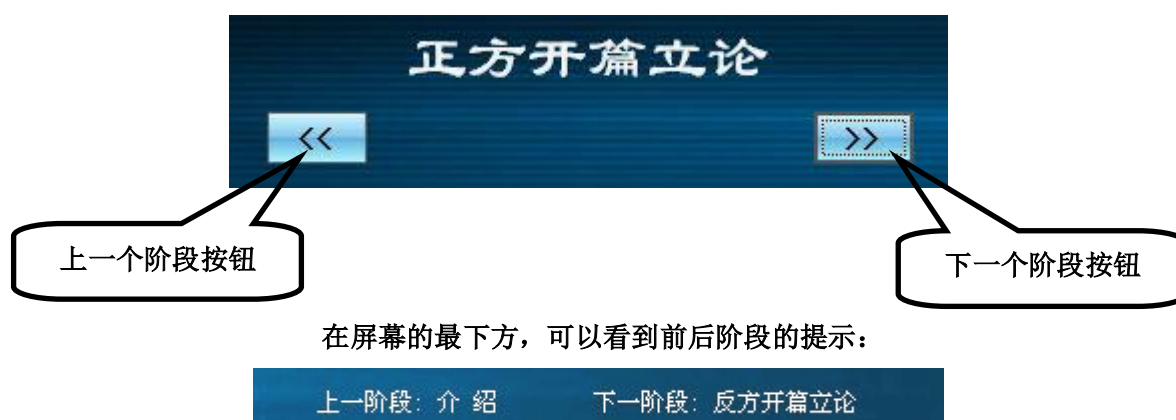 正方开篇立论
<< >>
上一个阶段按钮
下一个阶段按钮
在屏幕的最下方，可以看到前后阶段的提示：
上一阶段：介 绍 下一阶段：反方开篇立论